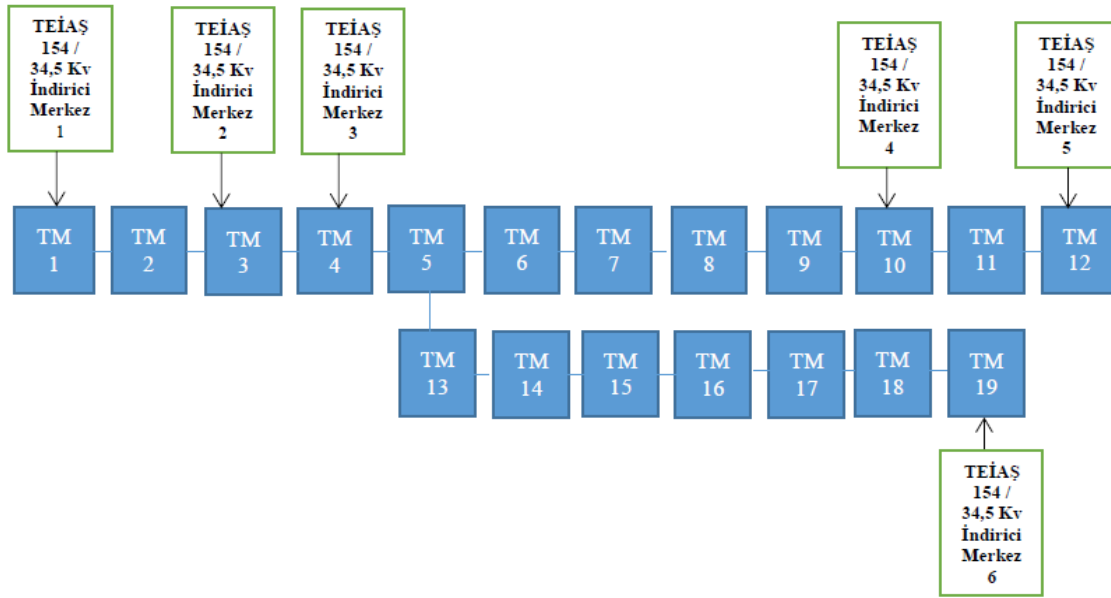 TEİAŞ
154 /
34,5 Kv
İndirici
Merkez
1
TEİAŞ
154 /
34,5 Kv
İndirici
Merkez
2
TEİAŞ
154 /
34,5 Kv
İndirici
Merkez
3
TEİAŞ
154 /
34,5 Kv
İndirici
Merkez
4
TEİAŞ
154 /
34,5 Kv
İndirici
Merkez
5
TM
1
TM
2
TM
3
TM
4
TM
5
TM
6
TM
7
TM
8
TM
9
TM
10
TM
11
TM
12
TM
13
TM
14
TM
15
TM
16
TM
17
TM
18
TM
19
TEİAŞ
154 /
34,5 Kv
İndirici
Merkez
6